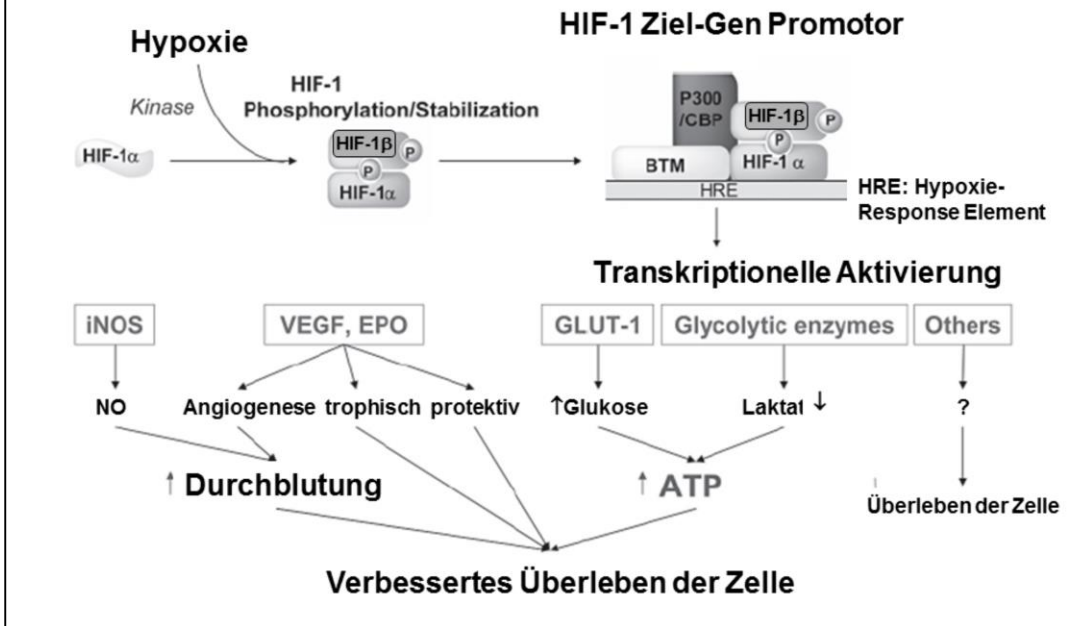 HIF-1 Ziel-Gen Promotor
Hypoxie
Kinase
HIF-1
Phosphorylation/Stabilization
HIF-1α
HIF-1β
P
P
HIF-1α
P300
/CBP
HIF-1β
P
P
BTM
HIF-1 α
HRE
HRE: Hypoxie-
Response Element
Transkriptionelle Aktivierung
iNOS
VEGF, EPO
GLUT-1
Glycolytic enzymes
Others
NO
Angiogenese trophisch protektiv
↑Glukose
Laktat ↓
?
↑ Durchblutung
↑ ATP
Überleben der Zelle
Verbessertes Überleben der Zelle